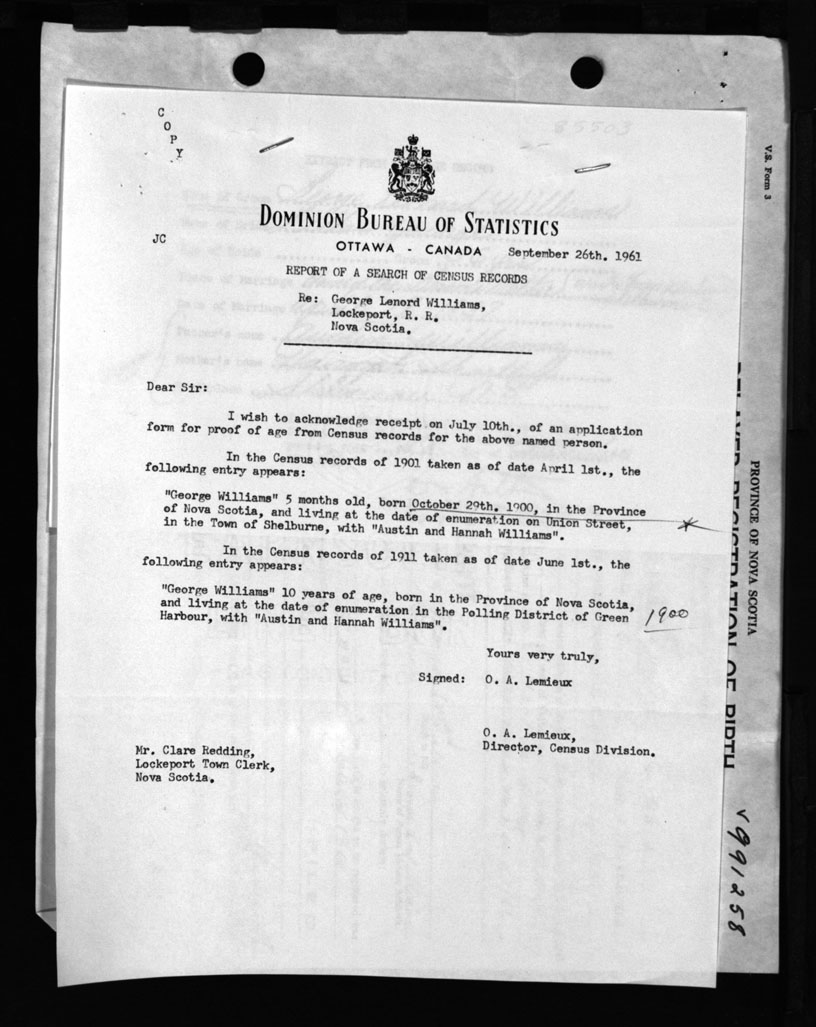 C
O
P
Y
85503
DOMINION BUREAU OF STATISTICS
JC
OTTAWA - CANADA September 26th. 1961
REPORT OF A SEARCH OF CENSUS RECORDS
Re: George Lenord Williams,
Lockeport, R. R.
Nova Scotia.
Dear Sir:
I wish to acknowledge receipt on July 10th., of an application
form for proof of age from Census records for the above named person.
In the Census records of 1901 taken as of date April 1st., the
following entry appears:
"George Williams" 5 months old, born October 29th. 1900, in the Province
of Nova Scotia, and living at the date of enumeration on Union Street,
in the Town of Shelburne, with "Austin and Hannah Williams".
In the Census records of 1911 taken as of date June 1st., the
following entry appears:
"George Williams" 10 years of age, born in the Province of Nova Scotia,
and living at the date of enumeration in the Polling District of Green
Harbour, with "Austin and Hannah Williams".
1900
Yours very truly,
Signed: O. A. Lemieux
O. A. Lemieux,
Director, Census Division.
Mr. Clare Redding,
Lockeport Town Clerk,
Nova Scotia.
V.S. Form 3
PROVINCE OF NOVA SCOTIA
DELAYED REGISTRATION OF BIRTH
v 991258